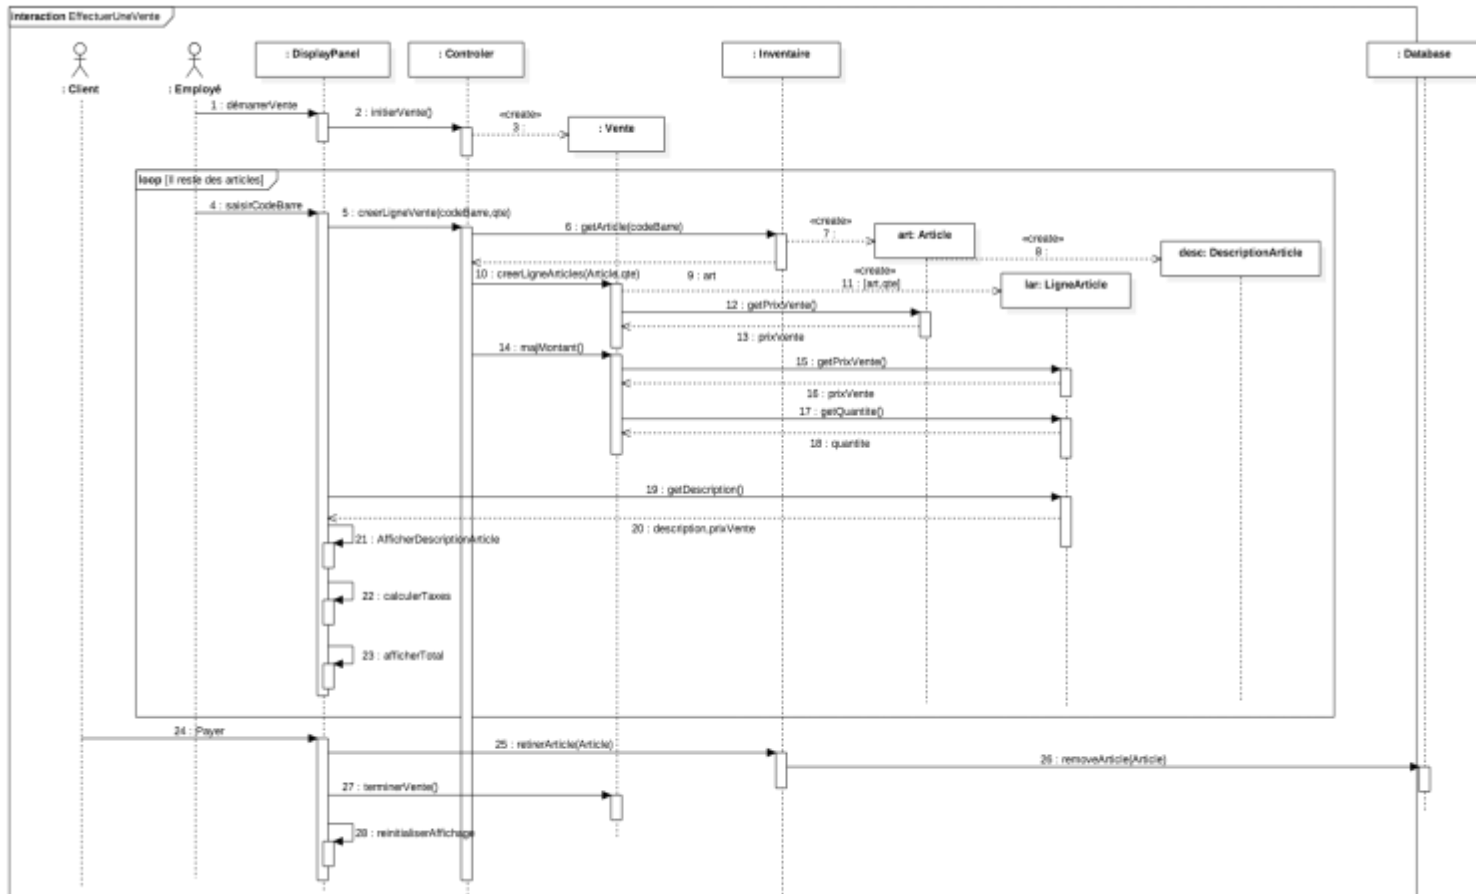 interaction EffectuerUneVente
: DisplayPanel
: Controler
: Inventaire
: Database
: Client
: Employé
1 : démarrerVente
2 : initierVente()
«create»
3 :
: Vente
loop [Il reste des articles]
4 : saisirCodeBarre
5 : creerLigneVente(codeBarre,qte)
6 : getArticle(codeBarre)
«create»
7 :
art: Article
«create»
8 :
desc: DescriptionArticle
9 : art
10 : creerLigneArticles(Article,qte)
«create»
11 : [art,qte]
lar: LigneArticle
12 : getPrixVente()
13 : prixVente
14 : majMontant()
15 : getPrixVente()
16 : prixVente
17 : getQuantite()
18 : quantite
19 : getDescription()
20 : description,prixVente
21 : AfficherDescriptionArticle
22 : calculerTaxes
23 : afficherTotal
24 : Payer
25 : retirerArticle(Article)
26 : removeArticle(Article)
27 : terminerVente()
28 : reinitialiserAffichage